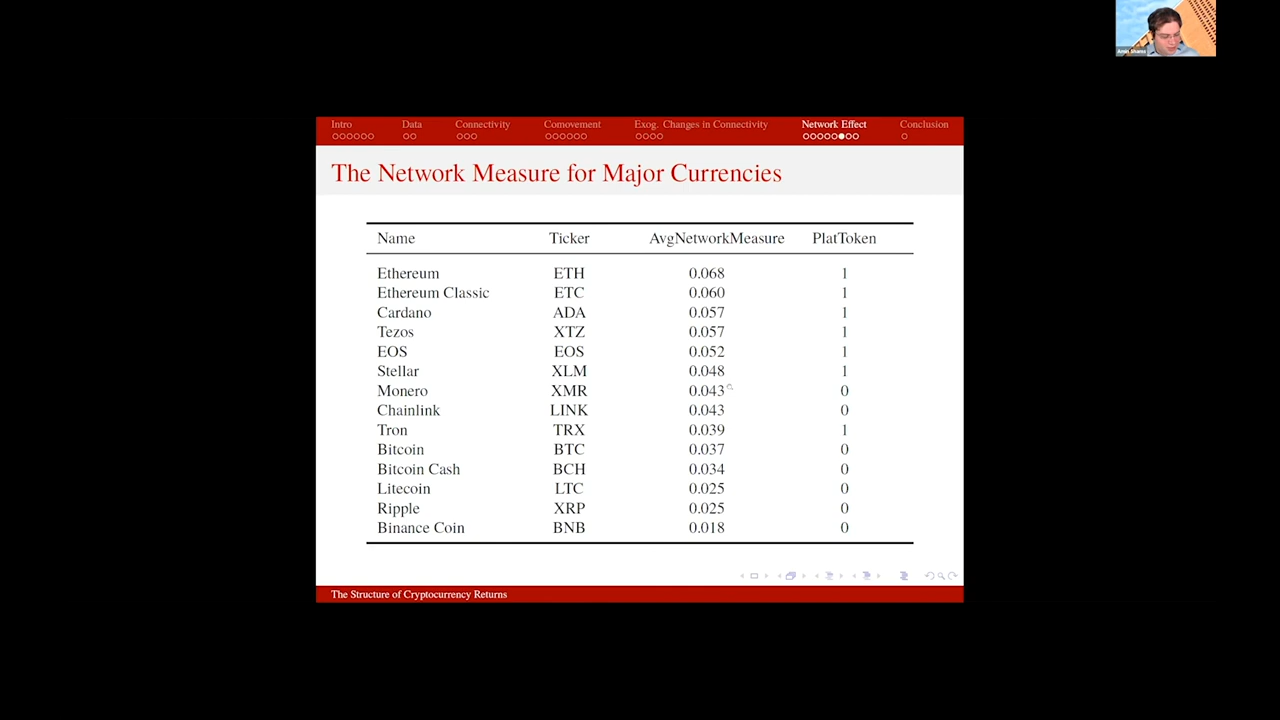 Amin Shams
Intro Data Connectivity Comovement Exog. Changes in Connectivity Network Effect Conclusion
The Network Measure for Major Currencies
Name Ticker AvgNetworkMeasure PlatToken
Ethereum ETH 0.068 1
Ethereum Classic ETC 0.060 1
Cardano ADA 0.057 1
Tezos XTZ 0.057 1
EOS EOS 0.052 1
Stellar XLM 0.048 1
Monero XMR 0.043 0
Chainlink LINK 0.043 0
Tron TRX 0.039 1
Bitcoin BTC 0.037 0
Bitcoin Cash BCH 0.034 0
Litecoin LTC 0.025 0
Ripple XRP 0.025 0
Binance Coin BNB 0.018 0
The Structure of Cryptocurrency Returns